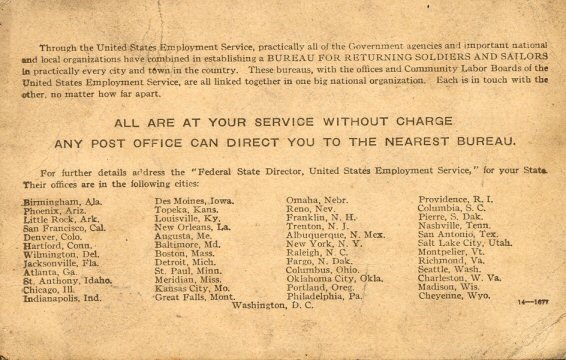 Through the United States Employment Service, practically all of the Government agencies and important national
and local organizations have combined in establishing a BUREAU FOR RETURNING SOLDIERS AND SAILORS
in practically every city and town in the country. These bureaus, with the offices and Community Labor Boards of the
United States Employment Service, are all linked together in one big national organization. Each is in touch with the
other, no matter how far apart.
ALL ARE AT YOUR SERVICE WITHOUT CHARGE
ANY POST OFFICE CAN DIRECT YOU TO THE NEAREST BUREAU.
For further details address the "Federal State Director, United States Employment Service," for your State.
Their offices are in the following cities:
Birmingham, Ala.
Phoenix, Ariz.
Little Rock, Ark.
San Francisco, Cal.
Denver, Colo.
Hartford, Conn.
Wilmington, Del.
Jacksonville, Fla.
Atlanta, Ga.
St. Anthony, Idaho.
Chicago, Ill.
Indianapolis, Ind.
Des Moines, Iowa.
Topeka, Kans.
Louisville, Ky.
New Orleans, La.
Augusta, Me.
Baltimore, Md.
Boston, Mass.
Detroit, Mich.
St. Paul, Minn.
Meridian, Miss.
Kansas City, Mo.
Great Falls, Mont.
Omaha, Nebr.
Reno, Nev.
Franklin, N. H.
Trenton, N. J.
Albuquerque, N. Mex.
New York, N. Y.
Raleigh, N. C.
Fargo, N. Dak.
Columbus, Ohio.
Oklahoma City, Okla.
Portland, Oreg.
Philadelphia, Pa.
Providence, R. I.
Columbia, S. C.
Pierre, S. Dak.
Nashville, Tenn.
San Antonio, Tex.
Salt Lake City, Utah.
Montpelier, Vt.
Richmond, Va.
Seattle, Wash.
Charleston, W. Va.
Madison, Wis.
Cheyenne, Wyo.
Washington, D. C.
14—1677